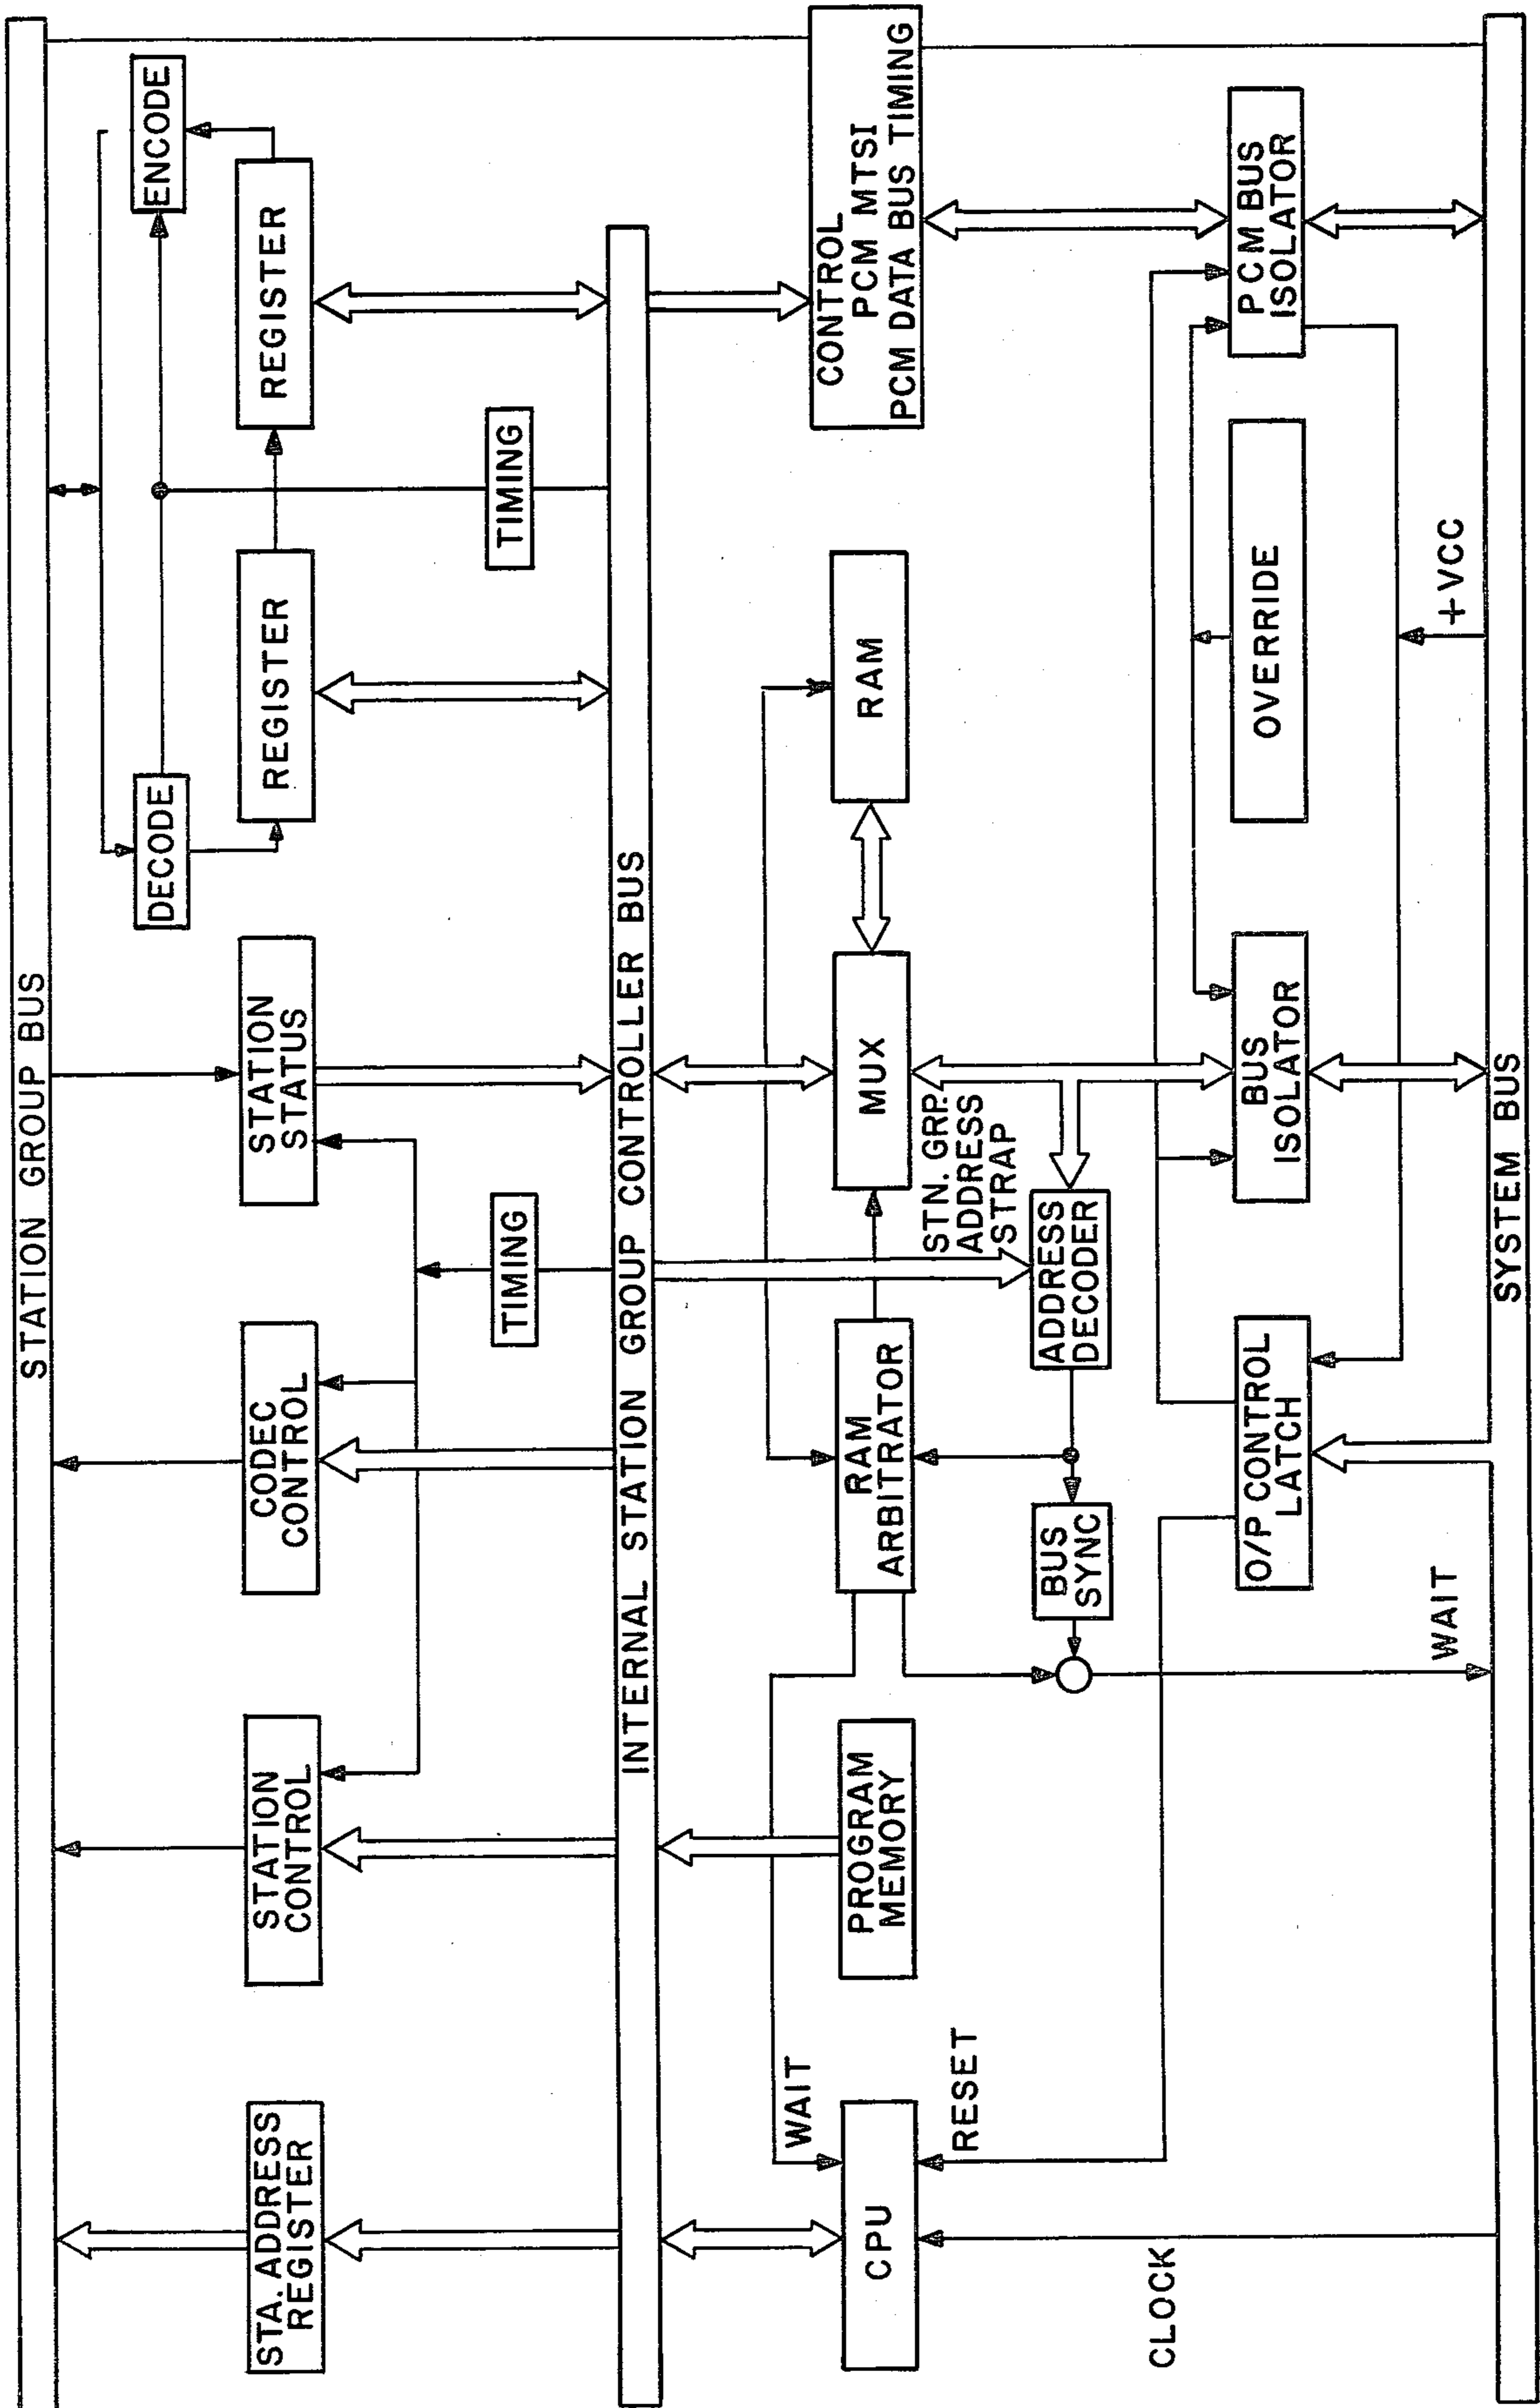 STATION GROUP BUS
STA. ADDRESS
REGISTER
STATION
CONTROL
CODEC
CONTROL
STATION
STATUS
DECODE
ENCODE
REGISTER
REGISTER
TIMING
TIMING
INTERNAL STATION GROUP CONTROLLER BUS
WAIT
CPU
RESET
CLOCK
PROGRAM
MEMORY
RAM
ARBITRATOR
MUX
RAM
CONTROL
PCM MTSI
PCM DATA BUS TIMING
STN. GRP.
ADDRESS
STRAP
BUS
SYNC
ADDRESS
DECODER
O/P CONTROL
LATCH
BUS
ISOLATOR
OVERRIDE
PCM BUS
ISOLATOR
WAIT
+VCC
SYSTEM BUS